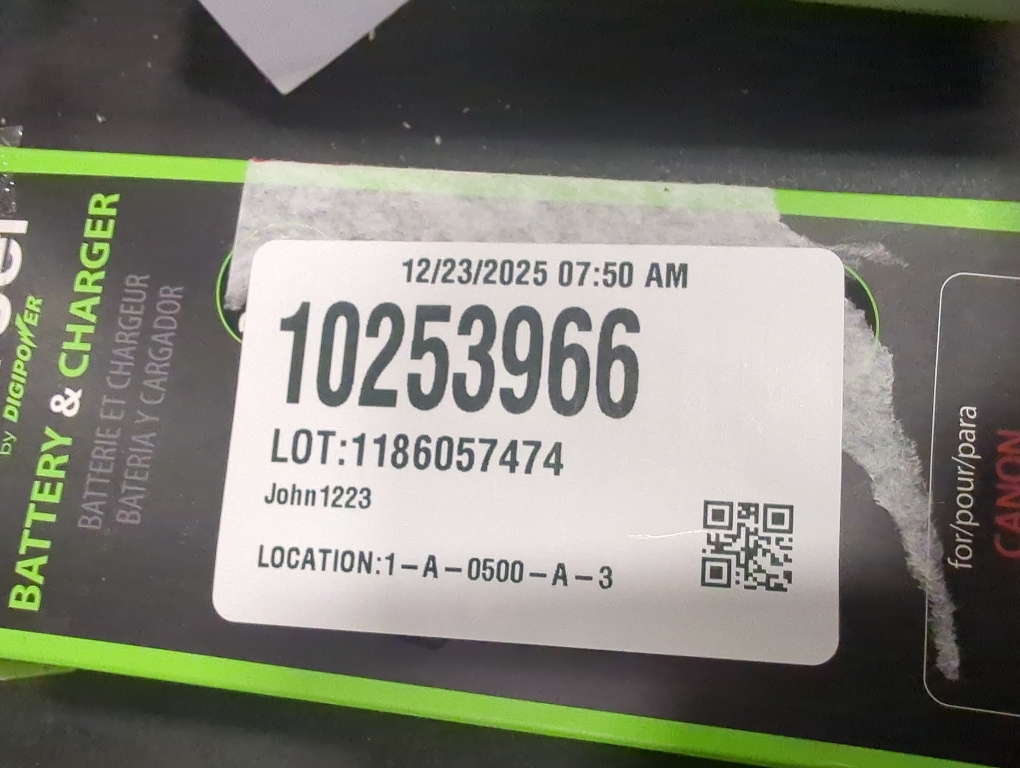 12/23/2025 07:50 AM
10253966
LOT:1186057474
John1223
LOCATION:1-A-0500-A-3
by DIGIPOWER
BATTERY & CHARGER
BATTERIE ET CHARGEUR
BATERIA Y CARGADOR
for/pour/para
CANON